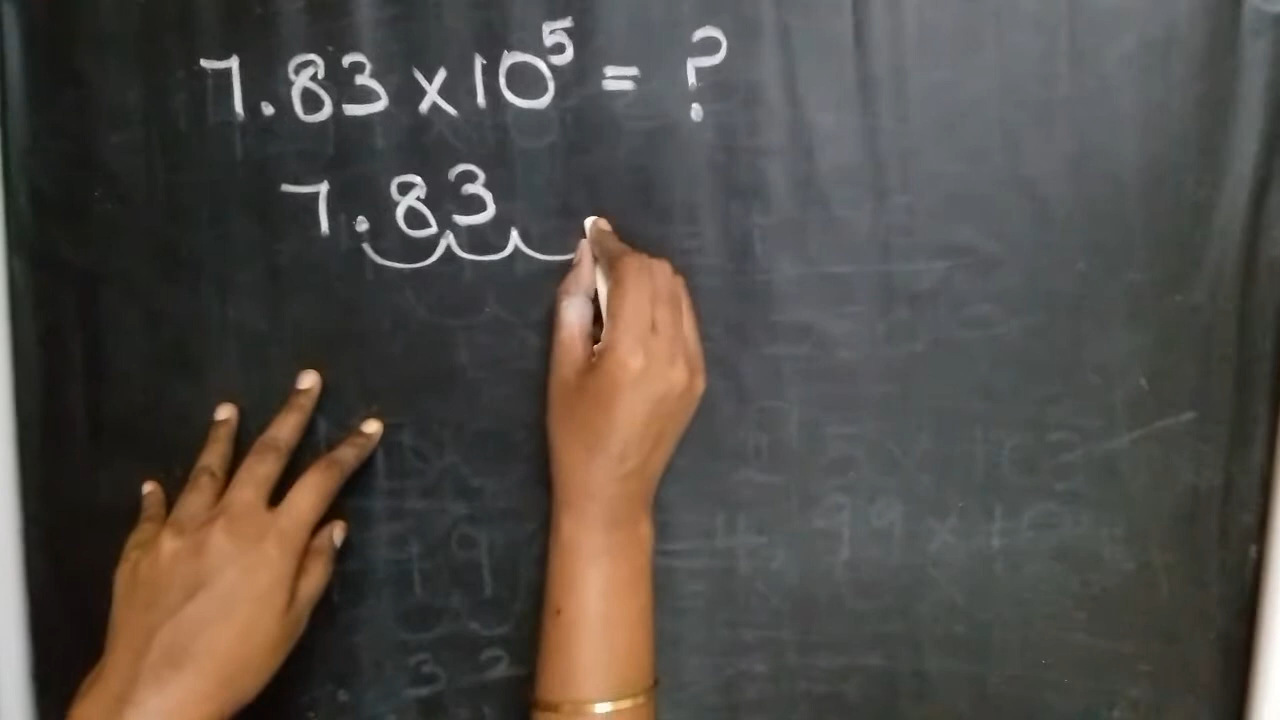 7.83 × 10⁵ = ?
7.83